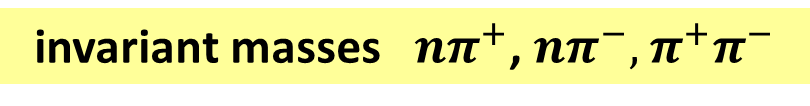 invariant masses nπ⁺, nπ⁻, π⁺π⁻